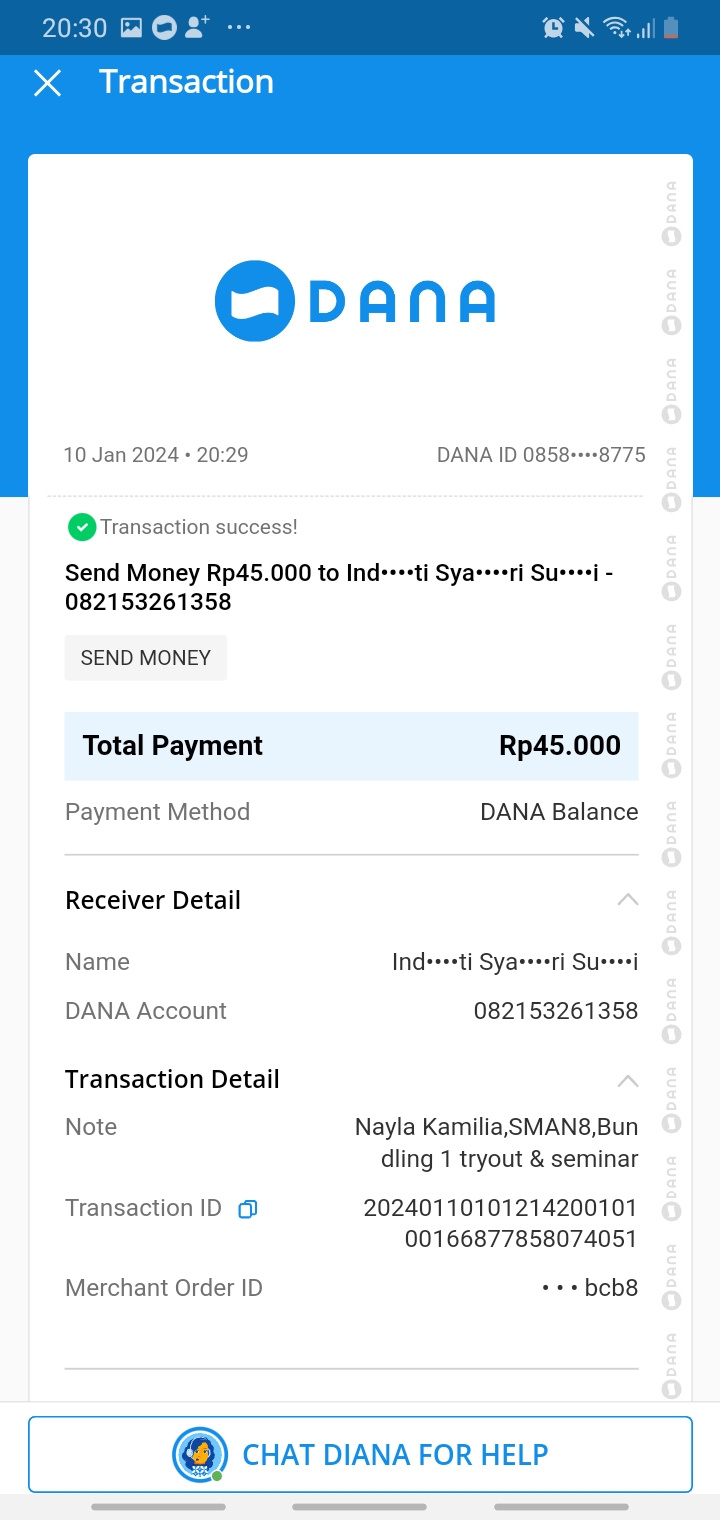 20:30
Transaction
DANA
10 Jan 2024 • 20:29
DANA ID 0858••••8775
Transaction success!
Send Money Rp45.000 to Ind••••ti Sya••••ri Su••••i -
082153261358
SEND MONEY
Total Payment
Rp45.000
Payment Method
DANA Balance
Receiver Detail
Name
Ind••••ti Sya••••ri Su••••i
DANA Account
082153261358
Transaction Detail
Note
Nayla Kamilia,SMAN8,Bun
dling 1 tryout & seminar
Transaction ID
20240110101214200101
00166877858074051
Merchant Order ID
• • • bcb8
CHAT DIANA FOR HELP
DANA
DANA
DANA
DANA
DANA
DANA
DANA
DANA
DANA
DANA
DANA
DANA
DANA
DANA